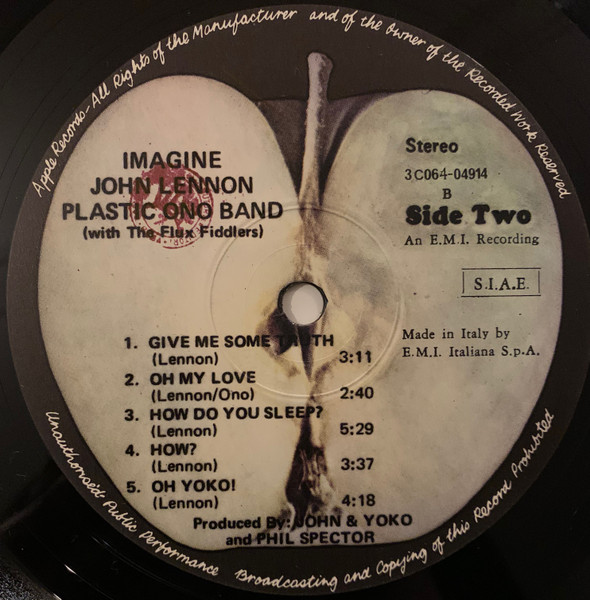 Apple Records-All Rights of the Manufacturer and of the Owner of the Recorded Work Reserved
IMAGINE
JOHN LENNON
PLASTIC ONO BAND
(with The Flux Fiddlers)
Stereo
3C064-04914
B
Side Two
An E.M.I. Recording
S.I.A.E.
Made in Italy by
E.M.I. Italiana S.p.A.
1. GIVE ME SOME TRUTH
(Lennon) 3:11
2. OH MY LOVE
(Lennon/Ono) 2:40
3. HOW DO YOU SLEEP?
(Lennon) 5:29
4. HOW?
(Lennon) 3:37
5. OH YOKO!
(Lennon) 4:18
Produced By: JOHN & YOKO
and PHIL SPECTOR
Unauthorised Public Performance Broadcasting and Copying of this Record Prohibited